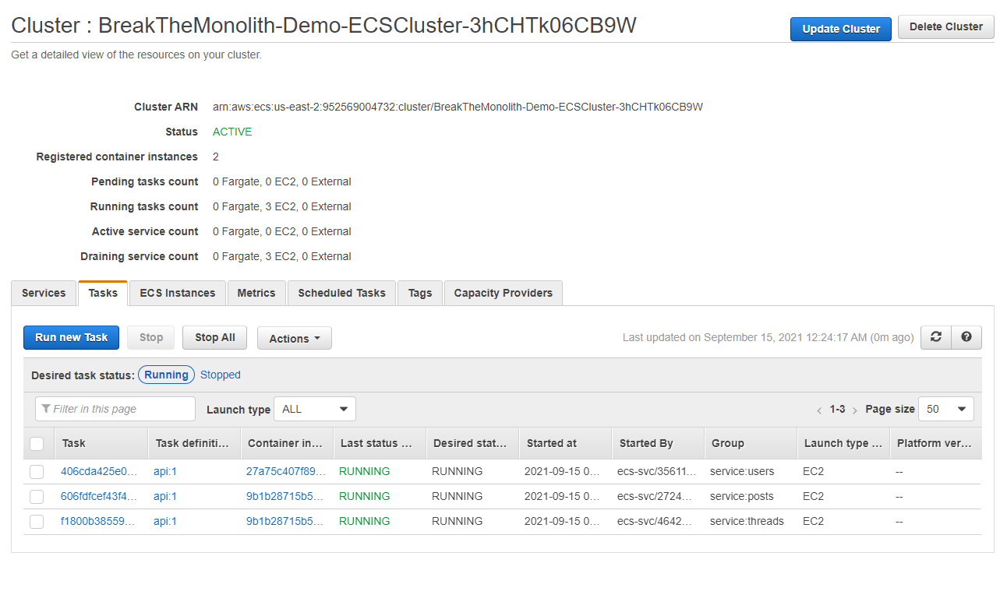 Cluster : BreakTheMonolith-Demo-ECSCluster-3hCHTk06CB9W
Update Cluster
Delete Cluster
Get a detailed view of the resources on your cluster.
Cluster ARN arn:aws:ecs:us-east-2:952569004732:cluster/BreakTheMonolith-Demo-ECSCluster-3hCHTk06CB9W
Status ACTIVE
Registered container instances 2
Pending tasks count 0 Fargate, 0 EC2, 0 External
Running tasks count 0 Fargate, 3 EC2, 0 External
Active service count 0 Fargate, 0 EC2, 0 External
Draining service count 0 Fargate, 3 EC2, 0 External
Services Tasks ECS Instances Metrics Scheduled Tasks Tags Capacity Providers
Run new Task Stop Stop All Actions Last updated on September 15, 2021 12:24:17 AM (0m ago)
Desired task status: Running Stopped
Filter in this page Launch type ALL 1-3 Page size 50
Task Task definiti... Container in... Last status ... Desired stat... Started at Started By Group Launch type ... Platform ver...
406cda425e0... api:1 27a75c407f89... RUNNING RUNNING 2021-09-15 0... ecs-svc/35611... service:users EC2 --
606fdfcef43f4... api:1 9b1b28715b5... RUNNING RUNNING 2021-09-15 0... ecs-svc/2724... service:posts EC2 --
f1800b38559... api:1 9b1b28715b5... RUNNING RUNNING 2021-09-15 0... ecs-svc/4642... service:threads EC2 --